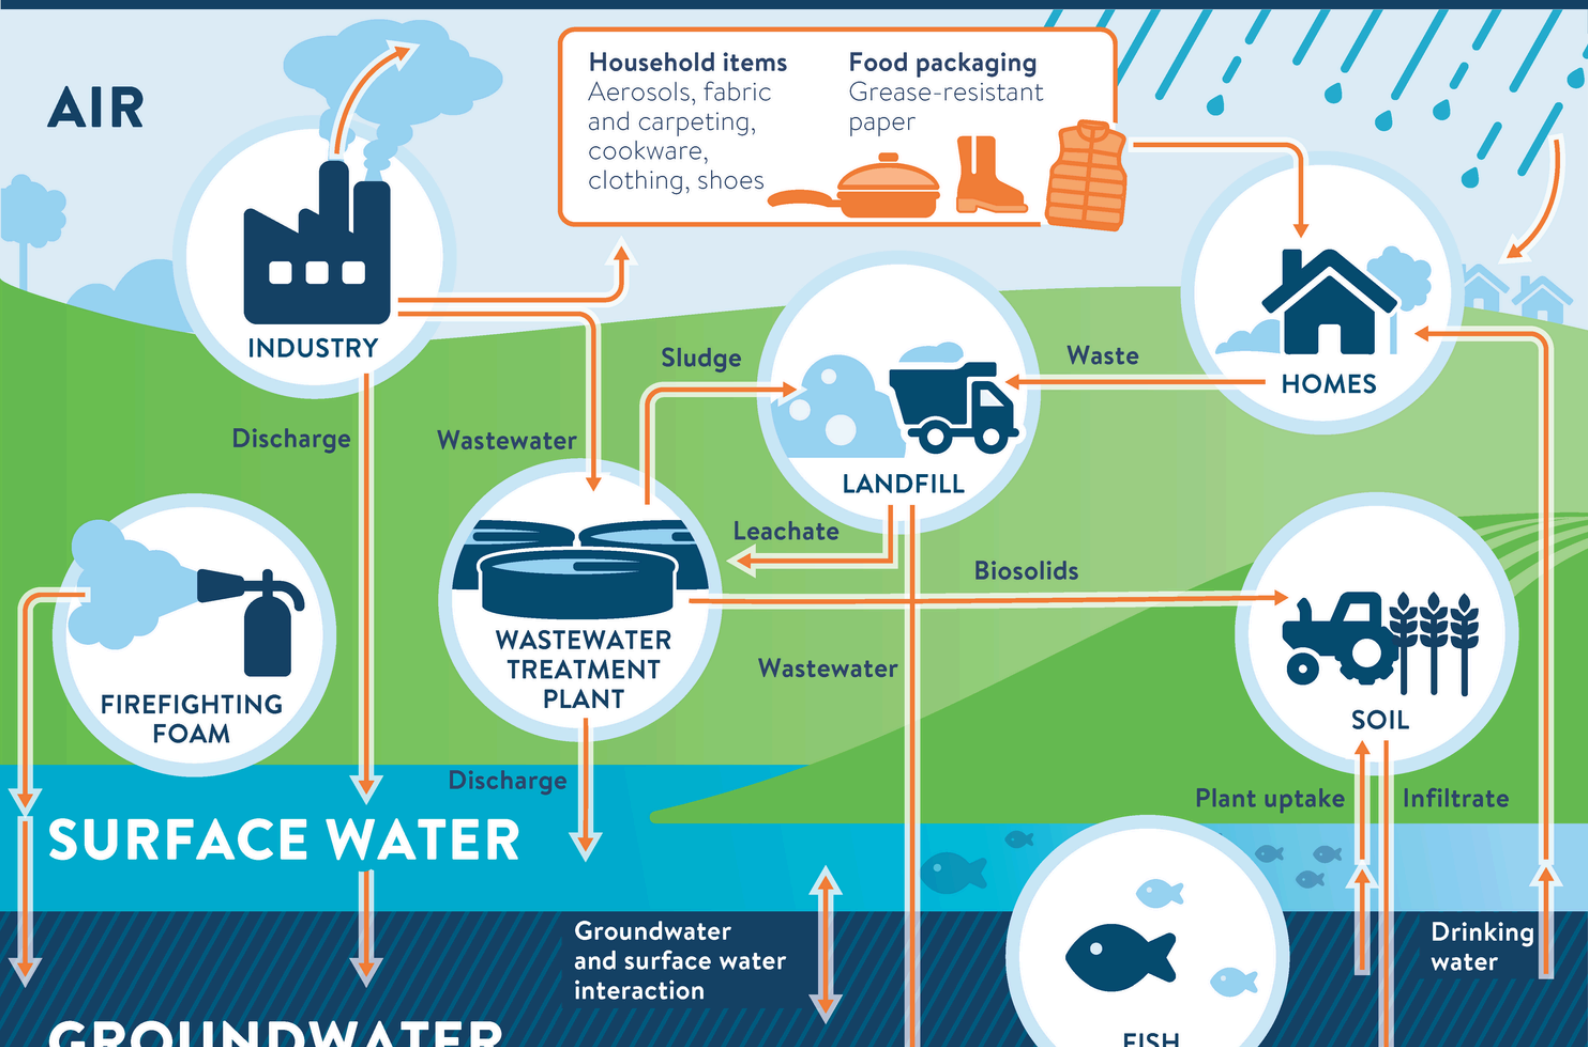 AIR
Household items
Aerosols, fabric
and carpeting,
cookware,
clothing, shoes
Food packaging
Grease-resistant
paper
INDUSTRY
HOMES
Sludge
Waste
Discharge
Wastewater
LANDFILL
Leachate
Biosolids
WASTEWATER
TREATMENT
PLANT
Wastewater
FIREFIGHTING
FOAM
SOIL
Discharge
Plant uptake
Infiltrate
SURFACE WATER
Groundwater
and surface water
interaction
Drinking
water
GROUNDWATER
FISH